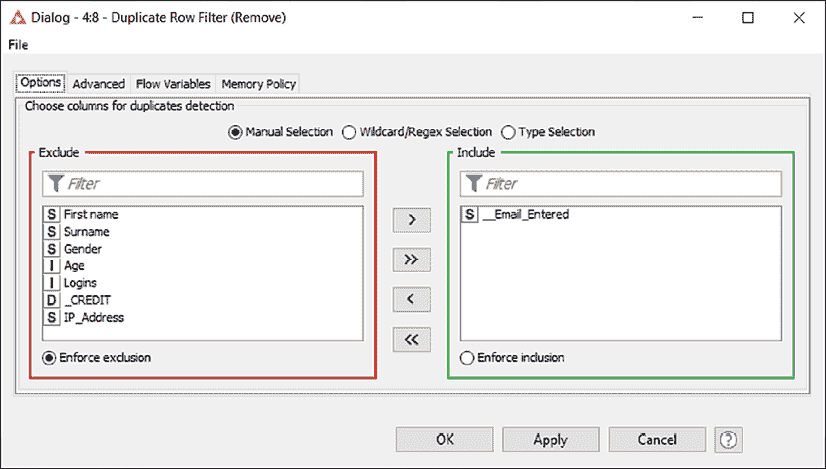 Dialog - 4:8 - Duplicate Row Filter (Remove)
File
Options Advanced Flow Variables Memory Policy
Choose columns for duplicates detection
Manual Selection Wildcard/Regex Selection Type Selection
Exclude
Filter
S First name
S Surname
S Gender
I Age
I Logins
D _CREDIT
S IP_Address
Enforce exclusion
>
>>
<
<<
Include
Filter
S __Email_Entered
Enforce inclusion
OK Apply Cancel ?